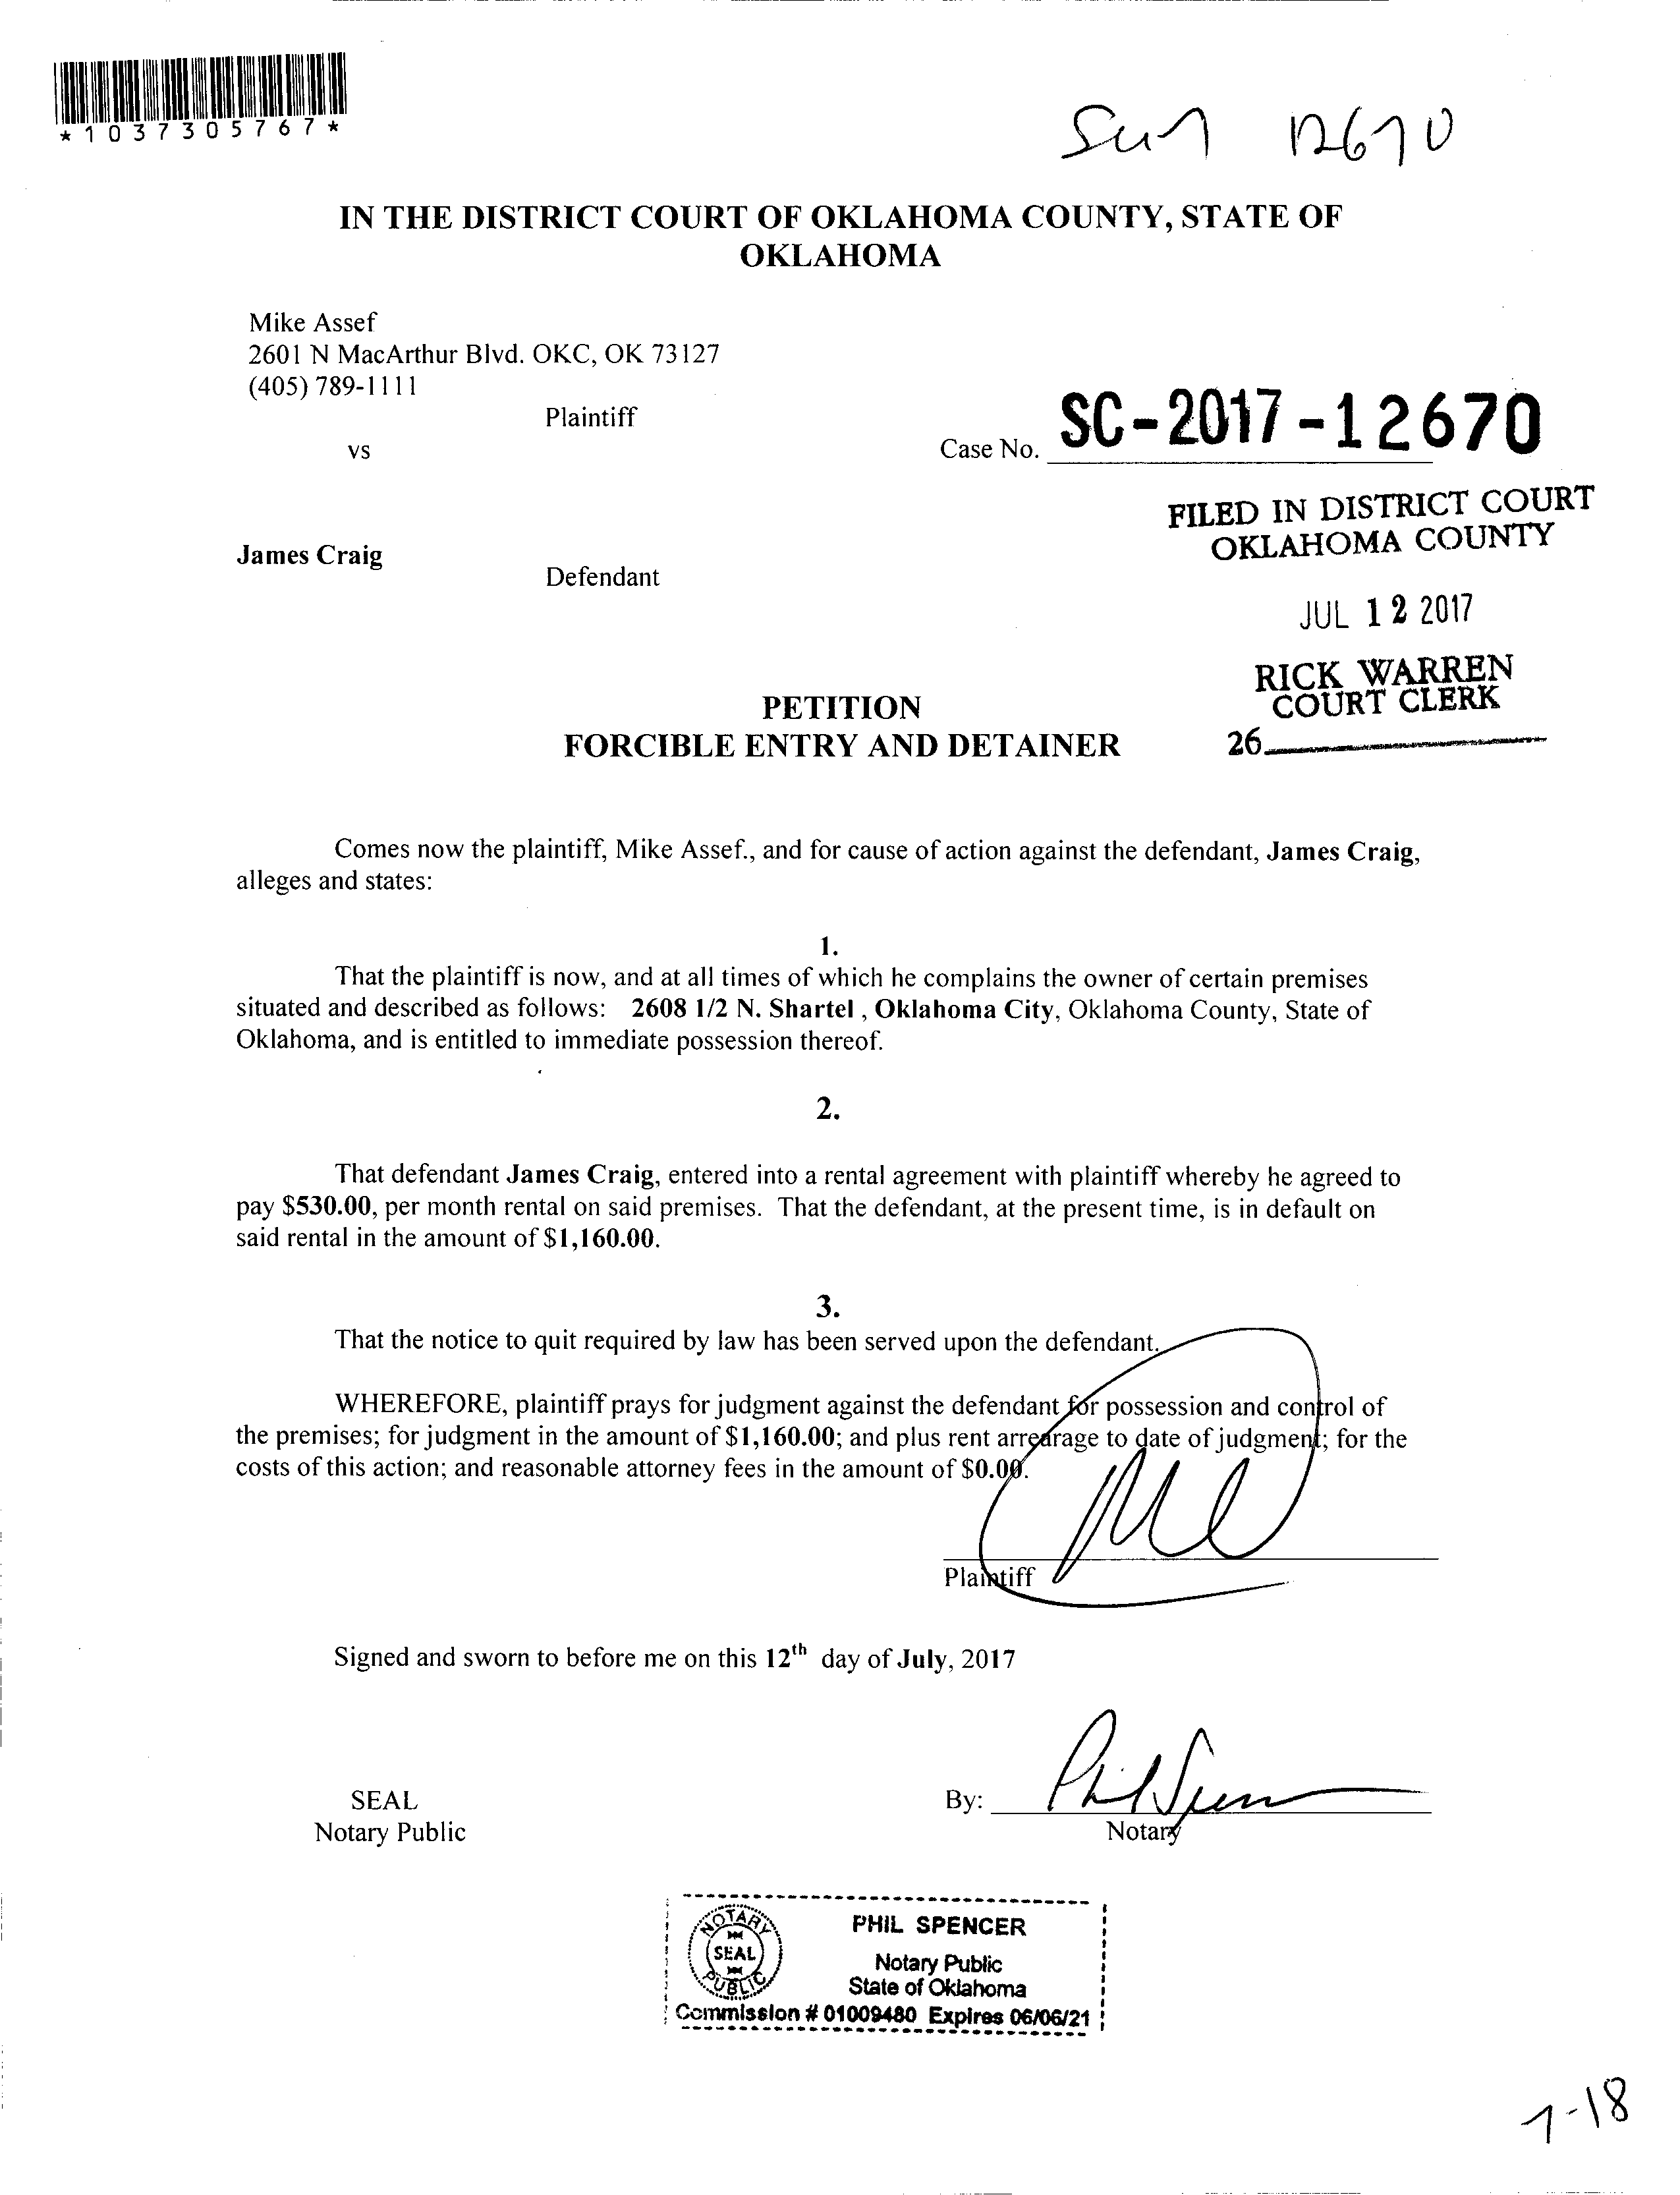 *1037305767*
Sc17 12670
IN THE DISTRICT COURT OF OKLAHOMA COUNTY, STATE OF
OKLAHOMA
Mike Assef
2601 N MacArthur Blvd. OKC, OK 73127
(405) 789-1111
Plaintiff
vs
Case No. SC-2017-12670
FILED IN DISTRICT COURT
OKLAHOMA COUNTY
James Craig
Defendant
JUL 12 2017
RICK WARREN
COURT CLERK
26
PETITION
FORCIBLE ENTRY AND DETAINER
Comes now the plaintiff, Mike Assef., and for cause of action against the defendant, James Craig,
alleges and states:
1.
That the plaintiff is now, and at all times of which he complains the owner of certain premises
situated and described as follows: 2608 1/2 N. Shartel , Oklahoma City, Oklahoma County, State of
Oklahoma, and is entitled to immediate possession thereof.
2.
That defendant James Craig, entered into a rental agreement with plaintiff whereby he agreed to
pay $530.00, per month rental on said premises. That the defendant, at the present time, is in default on
said rental in the amount of $1,160.00.
3.
That the notice to quit required by law has been served upon the defendant.
WHEREFORE, plaintiff prays for judgment against the defendant for possession and control of
the premises; for judgment in the amount of $1,160.00; and plus rent arrearage to date of judgment; for the
costs of this action; and reasonable attorney fees in the amount of $0.00.
Plaintiff
Signed and sworn to before me on this 12th day of July, 2017
SEAL
Notary Public
By: Phil Spencer
Notary
NOTARY
SEAL
PUBLIC
PHIL SPENCER
Notary Public
State of Oklahoma
Commission # 01009480 Expires 06/06/21
7-18